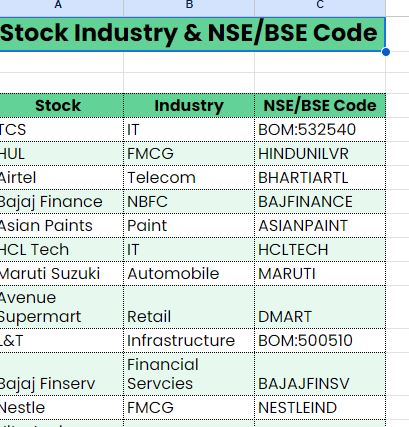 A B C
Stock Industry & NSE/BSE Code
Stock Industry NSE/BSE Code
TCS IT BOM:532540
HUL FMCG HINDUNILVR
Airtel Telecom BHARTIARTL
Bajaj Finance NBFC BAJFINANCE
Asian Paints Paint ASIANPAINT
HCL Tech IT HCLTECH
Maruti Suzuki Automobile MARUTI
Avenue
Supermart Retail DMART
L&T Infrastructure BOM:500510
Financial
Bajaj Finserv Servcies BAJAJFINSV
Nestle FMCG NESTLEIND